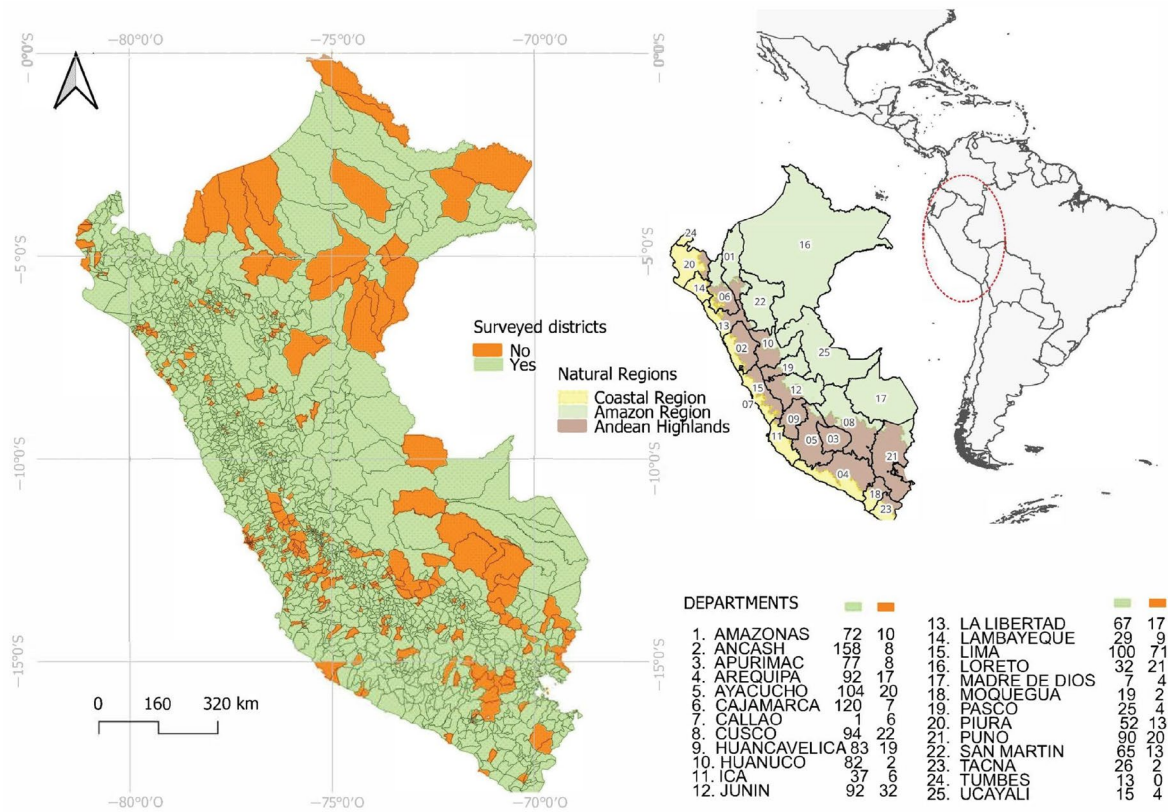 −80°0'O −75°0'O −70°0'O
−0°0'S −0°0'S
−5°0'S −5°0'S
−10°0'S −10°0'S
−15°0'S −15°0'S
−80°0'O −75°0'O −70°0'O
Surveyed districts
No
Yes
Natural Regions
Coastal Region
Amazon Region
Andean Highlands
24
20
01
16
14
06
22
13
02
10
25
19
15
12
17
07
09
08
11
05
03
21
04
18
23
0 160 320 km
DEPARTMENTS
1. AMAZONAS 72 10
2. ANCASH 158 8
3. APURIMAC 77 8
4. AREQUIPA 92 17
5. AYACUCHO 104 20
6. CAJAMARCA 120 7
7. CALLAO 1 6
8. CUSCO 94 22
9. HUANCAVELICA 83 19
10. HUANUCO 82 2
11. ICA 37 6
12. JUNIN 92 32
13. LA LIBERTAD 67 17
14. LAMBAYEQUE 29 9
15. LIMA 100 71
16. LORETO 32 21
17. MADRE DE DIOS 7 4
18. MOQUEGUA 19 2
19. PASCO 25 4
20. PIURA 52 13
21. PUNO 90 20
22. SAN MARTIN 65 13
23. TACNA 26 2
24. TUMBES 13 0
25. UCAYALI 15 4